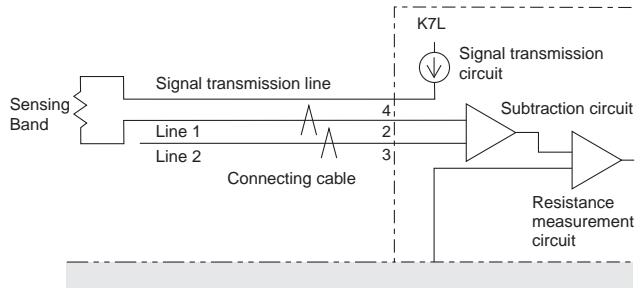 K7L
Signal transmission
circuit
Signal transmission line
Sensing
Band
4
Subtraction circuit
Line 1
2
Line 2
3
Connecting cable
Resistance
measurement
circuit